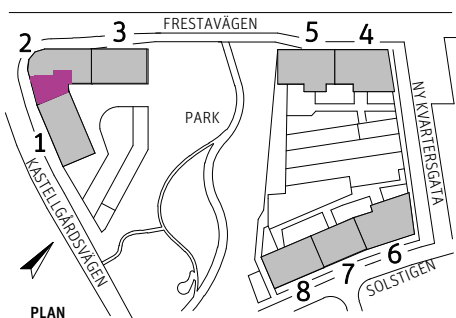 FRESTAVÄGEN
2
3
5
4
1
PARK
KASTELLGÅRDSVÄGEN
NY KVARTERSGATA
8
7
6
SOLSTIGEN
PLAN